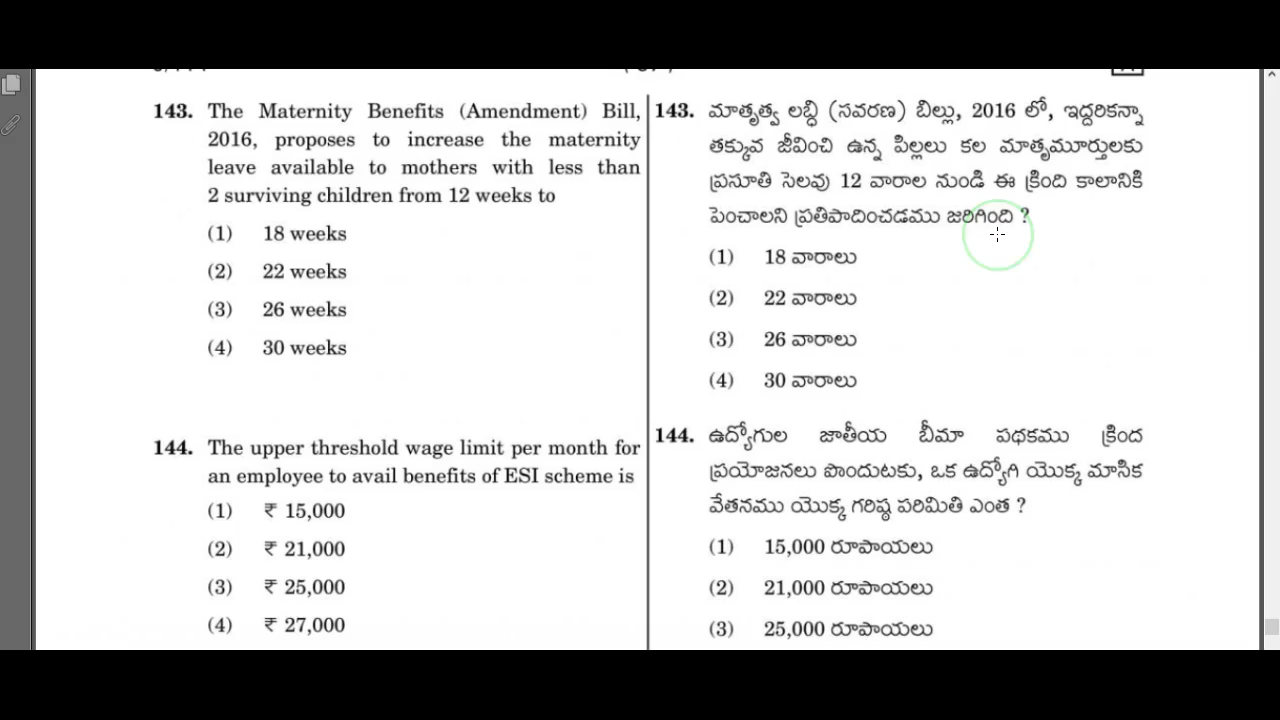 143. The Maternity Benefits (Amendment) Bill,
2016, proposes to increase the maternity
leave available to mothers with less than
2 surviving children from 12 weeks to
(1) 18 weeks
(2) 22 weeks
(3) 26 weeks
(4) 30 weeks
144. The upper threshold wage limit per month for
an employee to avail benefits of ESI scheme is
(1) ₹ 15,000
(2) ₹ 21,000
(3) ₹ 25,000
(4) ₹ 27,000
143. మాతృత్వ లబ్ధి (సవరణ) బిల్లు, 2016 లో, ఇద్దరికన్నా
తక్కువ జీవించి ఉన్న పిల్లలు కల మాతృమూర్తులకు
ప్రసూతి సెలవు 12 వారాల నుండి ఈ క్రింది కాలానికి
పెంచాలని ప్రతిపాదించడము జరిగింది ?
(1) 18 వారాలు
(2) 22 వారాలు
(3) 26 వారాలు
(4) 30 వారాలు
144. ఉద్యోగుల జాతీయ బీమా పథకము క్రింద
ప్రయోజనలు పొందుటకు, ఒక ఉద్యోగి యొక్క మాసిక
వేతనము యొక్క గరిష్ఠ పరిమితి ఎంత ?
(1) 15,000 రూపాయలు
(2) 21,000 రూపాయలు
(3) 25,000 రూపాయలు